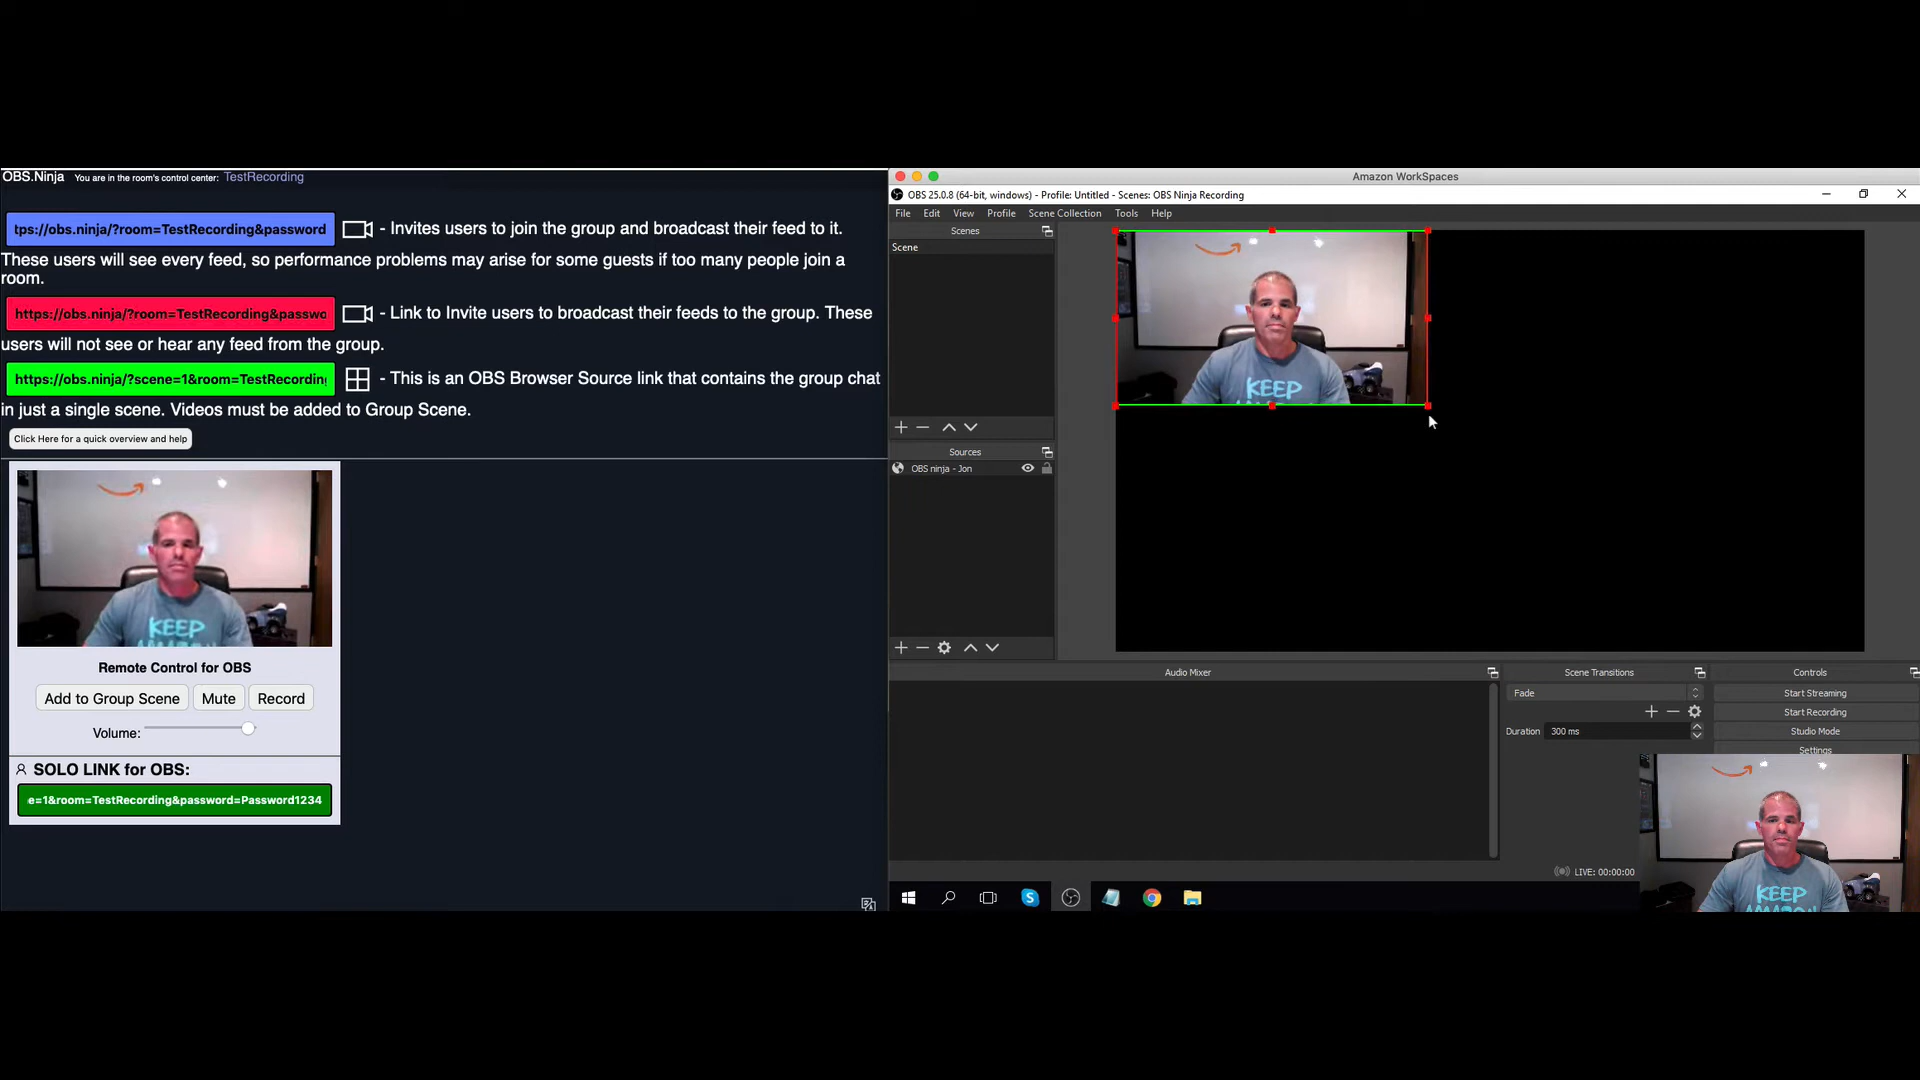 OBS.Ninja You are in the room's control center: TestRecording
tps://obs.ninja/?room=TestRecording&password
- Invites users to join the group and broadcast their feed to it.
These users will see every feed, so performance problems may arise for some guests if too many people join a
room.
https://obs.ninja/?room=TestRecording&passwo
- Link to Invite users to broadcast their feeds to the group. These
users will not see or hear any feed from the group.
https://obs.ninja/?scene=1&room=TestRecording
- This is an OBS Browser Source link that contains the group chat
in just a single scene. Videos must be added to Group Scene.
Click Here for a quick overview and help
KEEP
AMAZON
Remote Control for OBS
Add to Group Scene Mute Record
Volume:
SOLO LINK for OBS:
e=1&room=TestRecording&password=Password1234
Amazon WorkSpaces
OBS 25.0.8 (64-bit, windows) - Profile: Untitled - Scenes: OBS Ninja Recording
File Edit View Profile Scene Collection Tools Help
Scenes
Scene
KEEP
Sources
OBS ninja - Jon
Audio Mixer
Scene Transitions
Controls
Fade
Duration 300 ms
Start Streaming
Start Recording
Studio Mode
Settings
LIVE: 00:00:00
KEEP
AMAZON